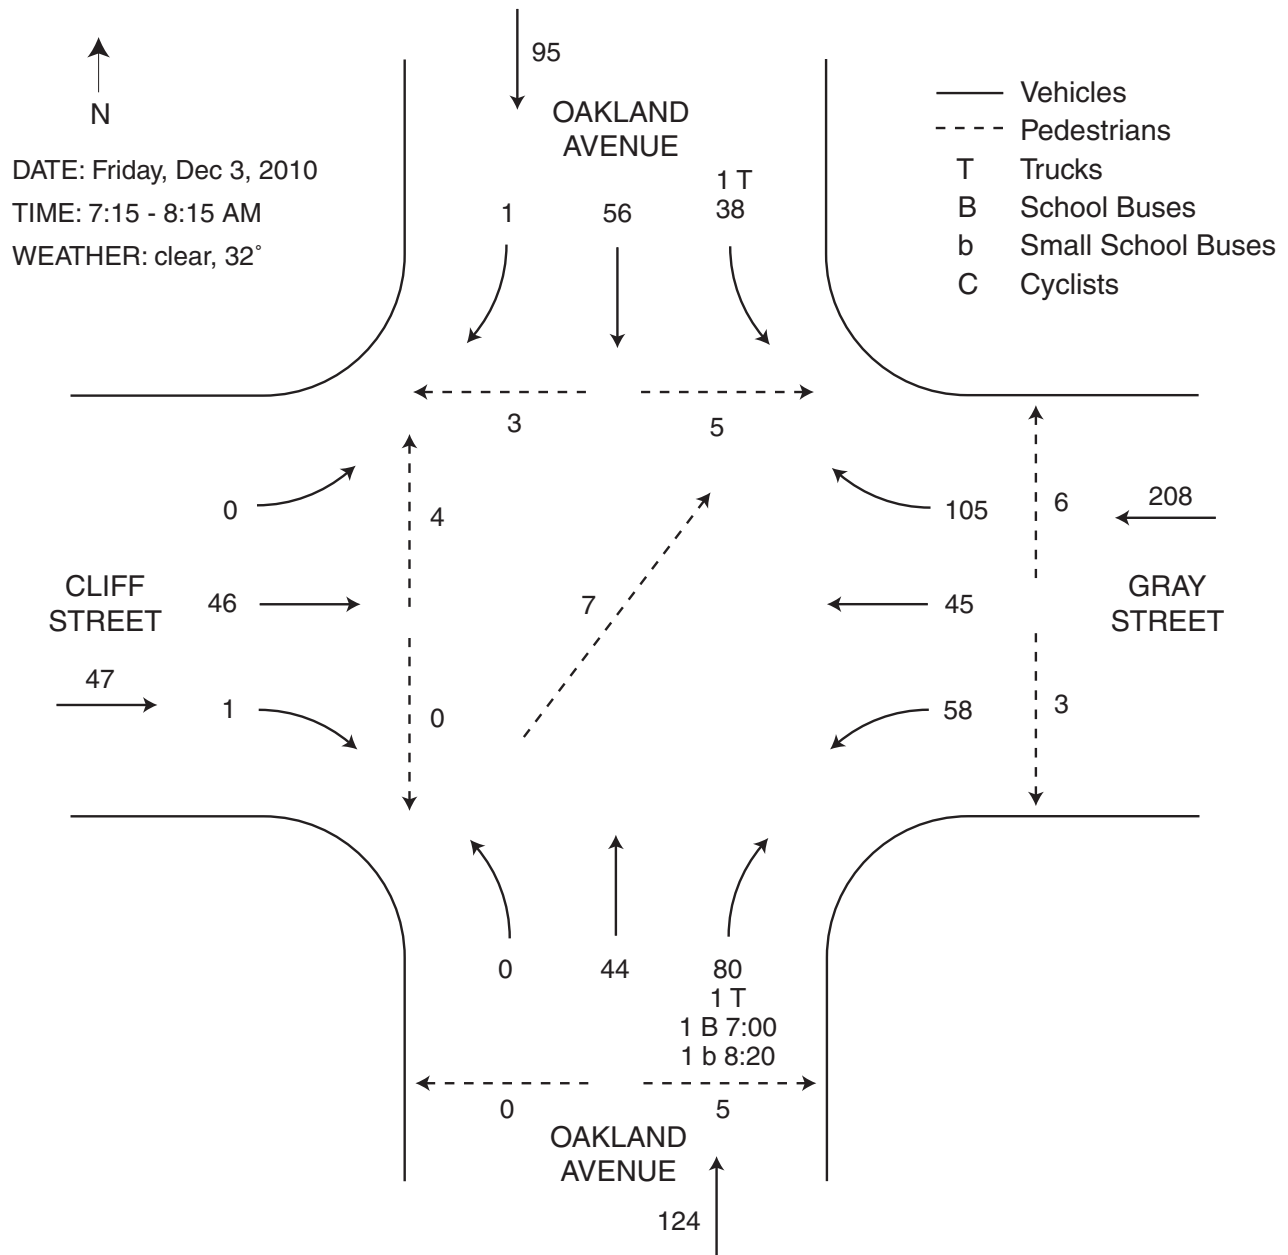 95
N
OAKLAND
AVENUE
DATE: Friday, Dec 3, 2010
TIME: 7:15 - 8:15 AM
WEATHER: clear, 32˚
Vehicles
Pedestrians
T Trucks
B School Buses
b Small School Buses
C Cyclists
1 T
1 56 38
3 5
0
4
105
6
208
CLIFF
STREET
46
7
45
GRAY
STREET
47
1
0
58
3
0 44 80
1 T
1 B 7:00
1 b 8:20
0 5
OAKLAND
AVENUE
124